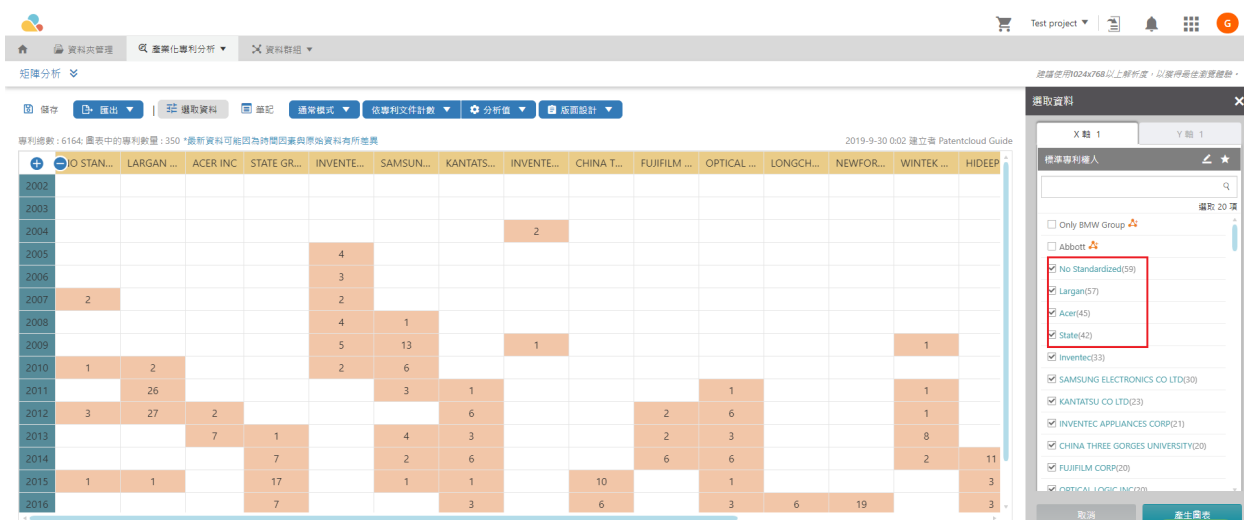 Test project ▼ G
資料夾管理 產業化專利分析 ▼ 資料群組 ▼
矩陣分析 建議使用1024x768以上解析度，以獲得最佳瀏覽體驗。
儲存 匯出 ▼ | 選取資料 筆記 通常模式 ▼ 依專利文件計數 ▼ 分析值 ▼ 版面設計 ▼
專利總數 : 6164; 圖表中的專利數量 : 350 *最新資料可能因為時間因素與原始資料有所差異 2019-9-30 0:02 建立者 Patentcloud Guide
IO STAN... LARGAN ... ACER INC STATE GR... INVENTE... SAMSUN... KANTATS... INVENTE... CHINA T... FUJIFILM ... OPTICAL ... LONGCH... NEWFOR... WINTEK ... HIDEEP
2002
2003
2004 2
2005 4
2006 3
2007 2 2
2008 4 1
2009 5 13 1 1
2010 1 2 2 6
2011 26 3 1 1 1
2012 3 27 2 6 2 6 1
2013 7 1 4 3 2 3 8
2014 7 2 6 6 6 2 11
2015 1 1 17 1 1 10 1 3
2016 7 3 6 3 6 19 3
選取資料 ×
X 軸 1 Y 軸 1
標準專利權人
選取 20 項
Only BMW Group
Abbott
No Standardized(59)
Largan(57)
Acer(45)
State(42)
Inventec(33)
SAMSUNG ELECTRONICS CO LTD(30)
KANTATSU CO LTD(23)
INVENTEC APPLIANCES CORP(21)
CHINA THREE GORGES UNIVERSITY(20)
FUJIFILM CORP(20)
OPTICAL LOGIC INC(20)
取消 產生圖表